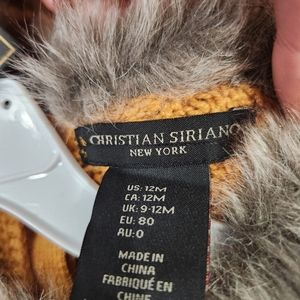 CHRISTIAN SIRIANO
NEW YORK
US: 12M
CA: 12M
UK: 9-12M
EU: 80
RU: 0
MADE IN
CHINA
FABRIQUÉ EN
CHINE